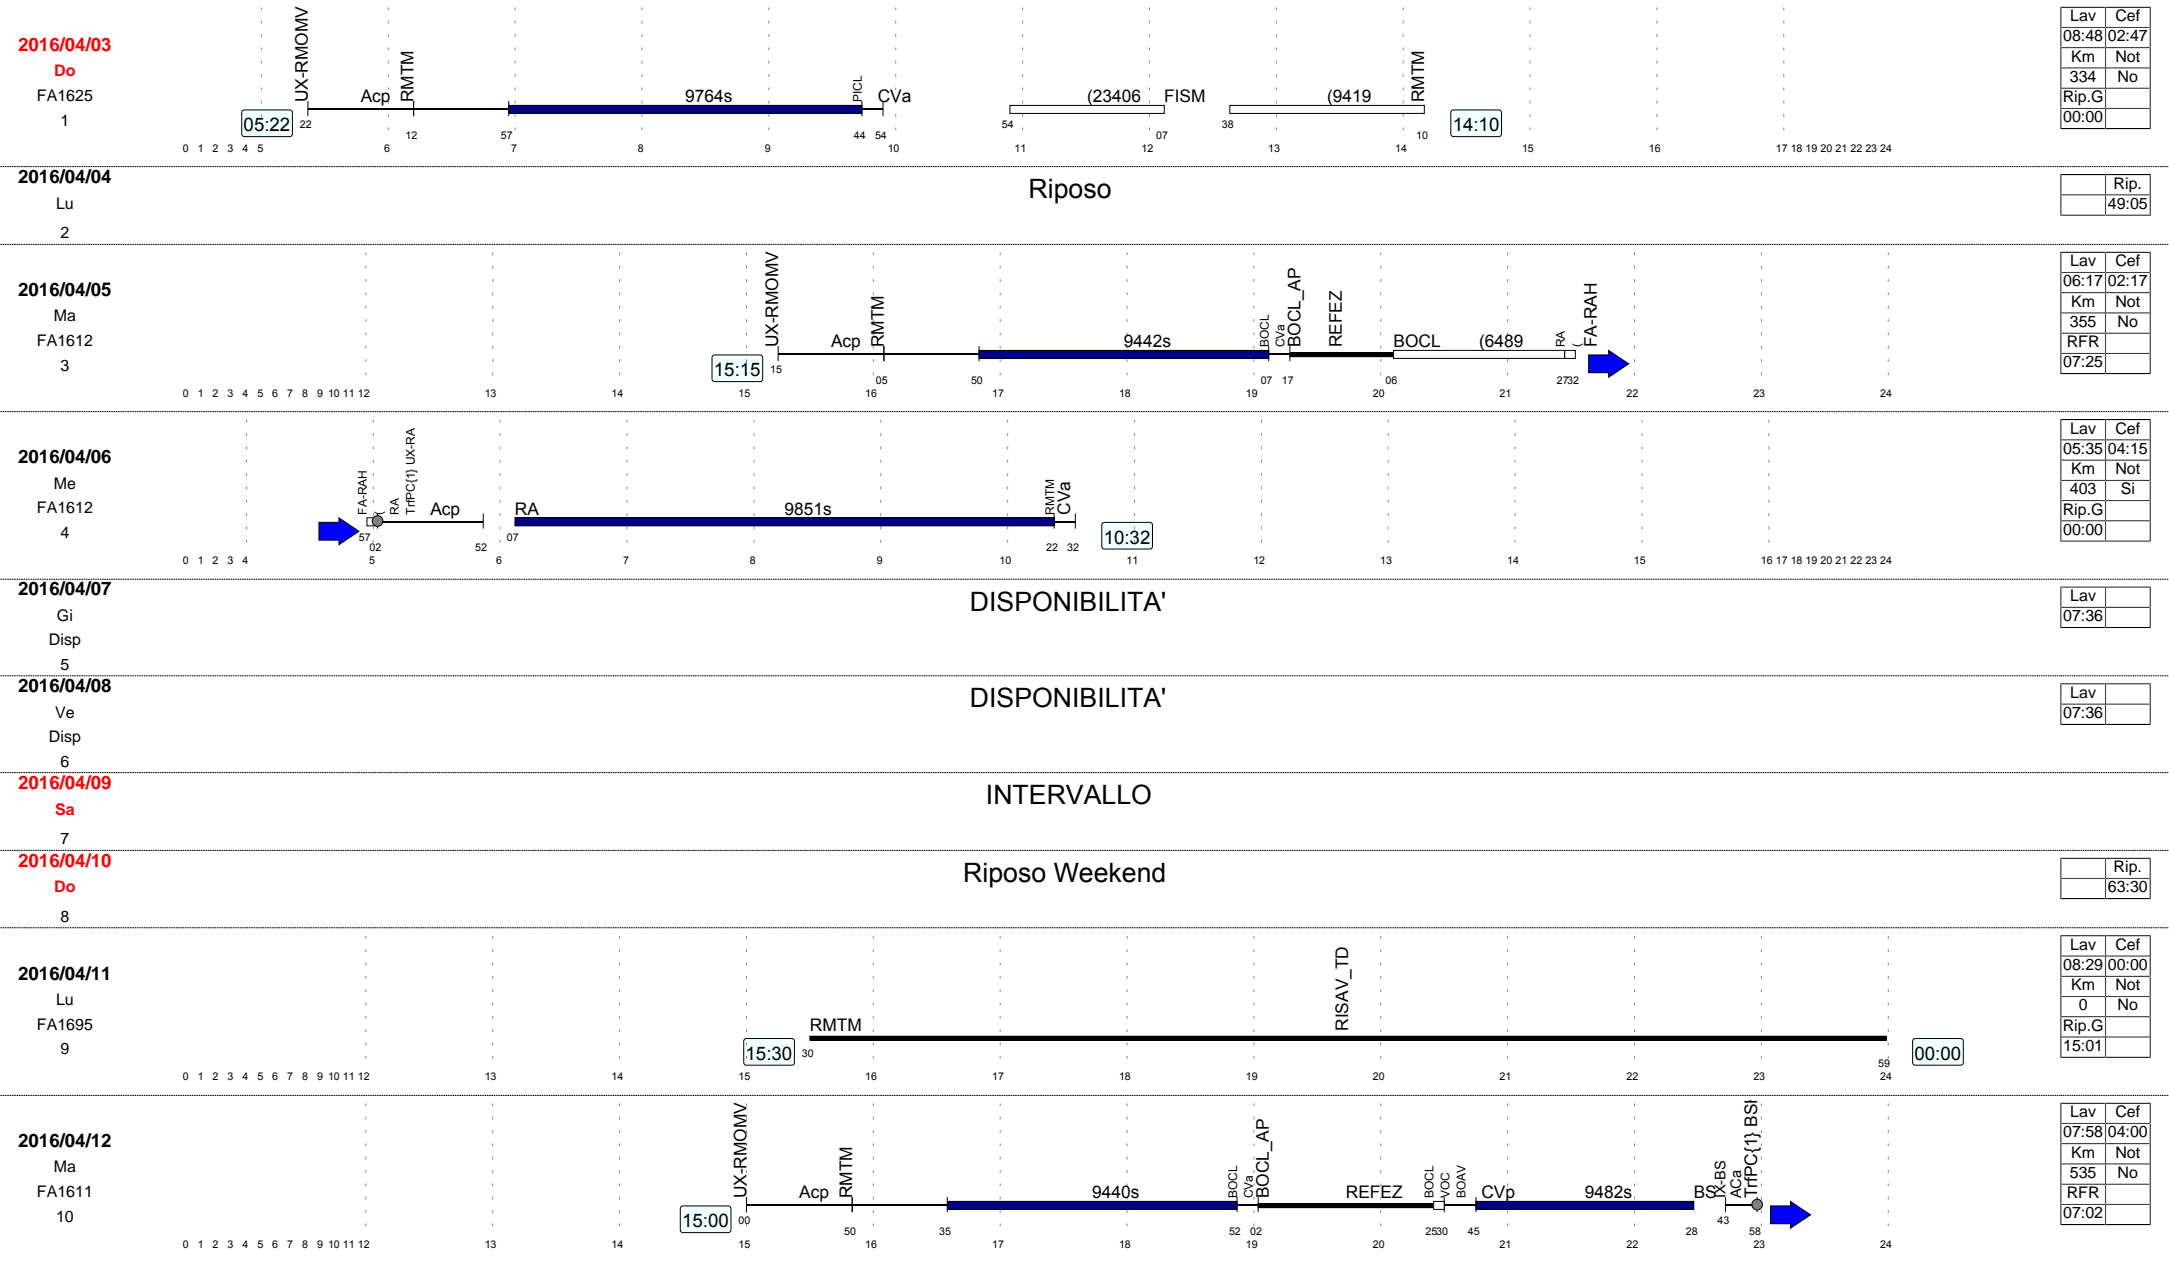 2016/04/03
Do
FA1625
1
05:22
UX-RMOMV Acp RMTM 9764s PICL CVa (23406 FISM (9419 RMTM
22 12 57 44 54 54 07 38 10
14:10
0 1 2 3 4 5 6 7 8 9 10 11 12 13 14 15 16 17 18 19 20 21 22 23 24
Lav Cef
08:48 02:47
Km Not
334 No
Rip.G
00:00
2016/04/04
Lu
2
Riposo
Rip.
49:05
2016/04/05
Ma
FA1612
3
15:15
UX-RMOMV Acp RMTM 9442s BOCL CVa BOCL_AP REFEZ BOCL (6489 RA ( FA-RAH
15 05 50 07 17 06 27 32
0 1 2 3 4 5 6 7 8 9 10 11 12 13 14 15 16 17 18 19 20 21 22 23 24
Lav Cef
06:17 02:17
Km Not
355 No
RFR
07:25
2016/04/06
Me
FA1612
4
FA-RAH ( RA TrfPC{1} UX-RA Acp RA 9851s RMTM CVa
57 02 52 07 22 32
10:32
0 1 2 3 4 5 6 7 8 9 10 11 12 13 14 15 16 17 18 19 20 21 22 23 24
Lav Cef
05:35 04:15
Km Not
403 Si
Rip.G
00:00
2016/04/07
Gi
Disp
5
DISPONIBILITA'
Lav
07:36
2016/04/08
Ve
Disp
6
DISPONIBILITA'
Lav
07:36
2016/04/09
Sa
7
INTERVALLO
2016/04/10
Do
8
Riposo Weekend
Rip.
63:30
2016/04/11
Lu
FA1695
9
15:30
RMTM RISAV_TD
30 59
00:00
0 1 2 3 4 5 6 7 8 9 10 11 12 13 14 15 16 17 18 19 20 21 22 23 24
Lav Cef
08:29 00:00
Km Not
0 No
Rip.G
15:01
2016/04/12
Ma
FA1611
10
15:00
UX-RMOMV Acp RMTM 9440s BOCL CVa BOCL_AP REFEZ BOCL VOC BOAV CVp 9482s BS IX-BS ACa TrfPC{1} BSI
00 50 35 52 02 25 30 45 28 43 58
0 1 2 3 4 5 6 7 8 9 10 11 12 13 14 15 16 17 18 19 20 21 22 23 24
Lav Cef
07:58 04:00
Km Not
535 No
RFR
07:02